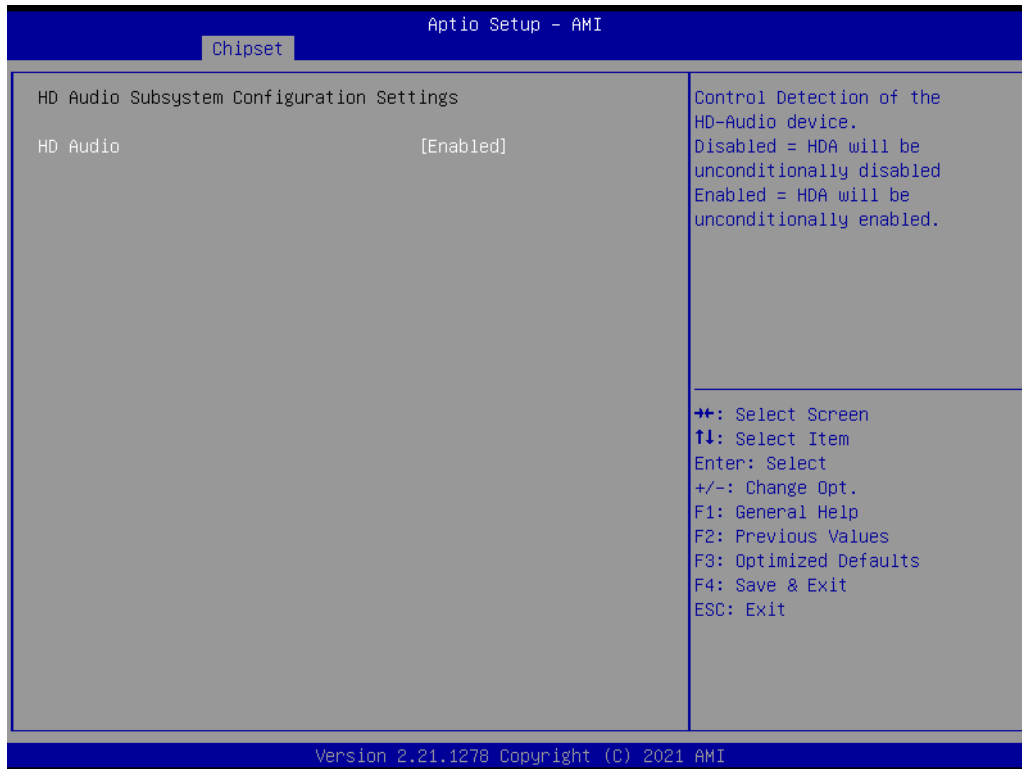 Aptio Setup – AMI
Chipset
HD Audio Subsystem Configuration Settings
HD Audio [Enabled]
Control Detection of the
HD-Audio device.
Disabled = HDA will be
unconditionally disabled
Enabled = HDA will be
unconditionally enabled.
→←: Select Screen
↑↓: Select Item
Enter: Select
+/-: Change Opt.
F1: General Help
F2: Previous Values
F3: Optimized Defaults
F4: Save & Exit
ESC: Exit
Version 2.21.1278 Copyright (C) 2021 AMI